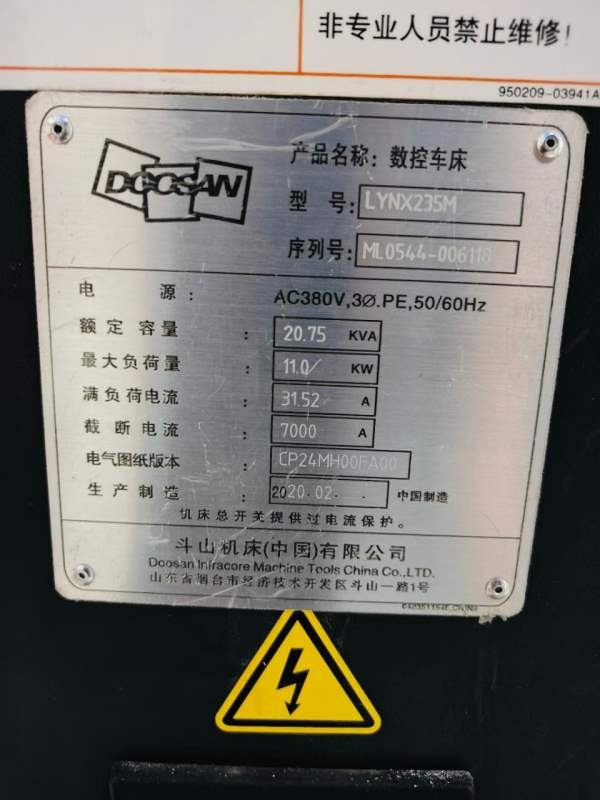 非专业人员禁止维修!
950209-03941A
DOOSAN
产品名称: 数控车床
型 号: LYNX235M
序列号: ML0544-006118
电 源: AC380V,3Ø.PE,50/60Hz
额定容量 : 20.75 KVA
最大负荷量 : 11.0/ KW
满负荷电流 : 31.52 A
截断电流 : 7000 A
电气图纸版本 : CP24MH00FA00
生产制造 : 2020.02. . 中国制造
机床总开关提供过电流保护。
斗山机床(中国)有限公司
Doosan Infracore Machine Tools China Co.,LTD.
山东省烟台市经济技术开发区斗山一路1号